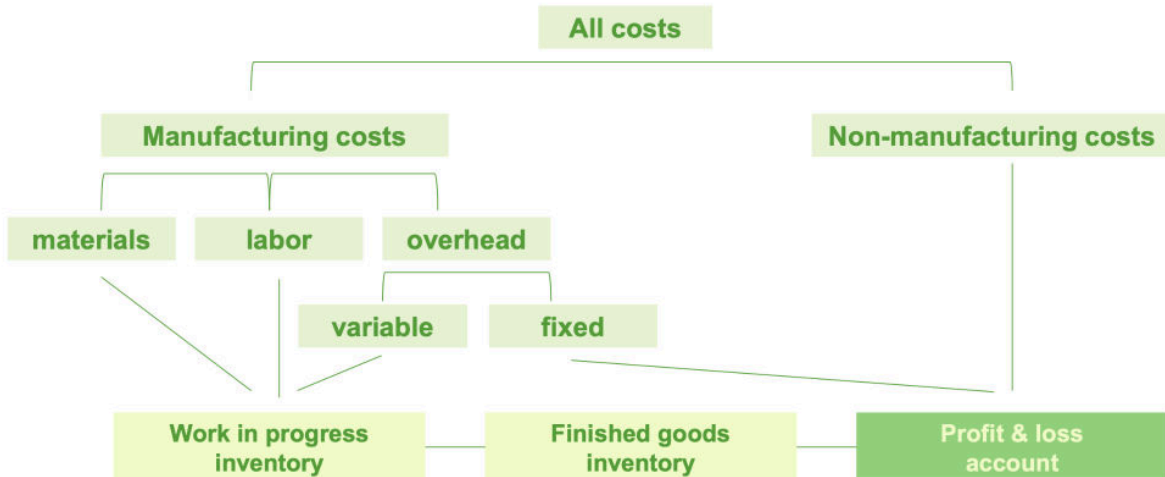 All costs
Manufacturing costs
Non-manufacturing costs
materials
labor
overhead
variable
fixed
Work in progress
inventory
Finished goods
inventory
Profit & loss
account